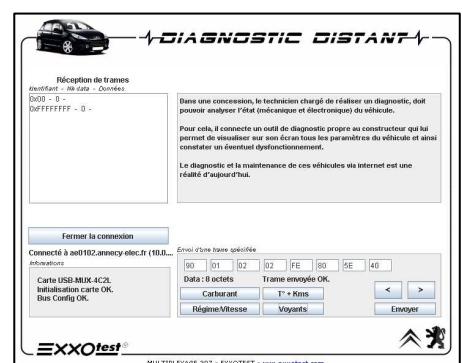 DIAGNOSTIC DISTANT
Réception de trames
Identifiant - Nb data - Données
0x00 - 0 -
0xFFFFFFFF - 0 -
Dans une concession, le technicien chargé de réaliser un diagnostic, doit
pouvoir analyser l'état (mécanique et électronique) du véhicule.
Pour cela, il connecte un outil de diagnostic propre au constructeur qui lui
permet de visualiser sur son écran tous les paramètres du véhicule et ainsi
constater un éventuel dysfonctionnement.
Le diagnostic et la maintenance de ces véhicules via internet est une
réalité d'aujourd'hui.
Fermer la connexion
Connecté à ae0102.annecy-elec.fr (10.0....
Informations
Carte USB-MUX-4C2L
Initialisation carte OK.
Bus Config OK.
Envoi d'une trame spécifiée
90 01 02 02 FE 80 5E 40
Data : 8 octets Trame envoyée OK.
Carburant T° + Kms < >
Régime/Vitesse Voyants Envoyer
EXXOtest®
MULTIPLEXAGE 207 - EXXOTEST - www.exxotest.com